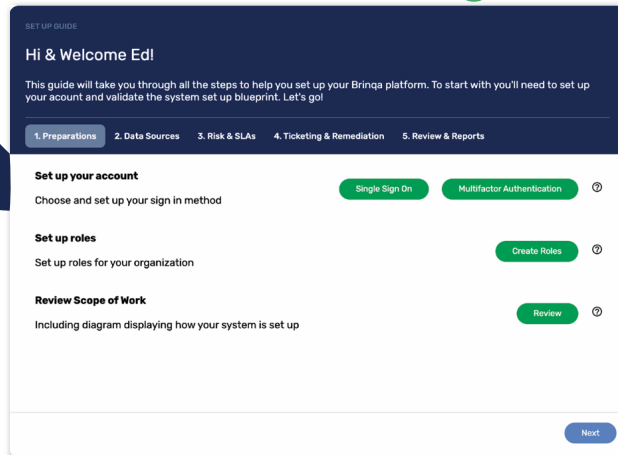 SET UP GUIDE
Hi & Welcome Ed!
This guide will take you through all the steps to help you set up your Brinqa platform. To start with you'll need to set up
your acount and validate the system set up blueprint. Let's go!
1. Preparations 2. Data Sources 3. Risk & SLAs 4. Ticketing & Remediation 5. Review & Reports
Set up your account
Choose and set up your sign in method
Single Sign On Multifactor Authentication
Set up roles
Set up roles for your organization
Create Roles
Review Scope of Work
Including diagram displaying how your system is set up
Review
Next